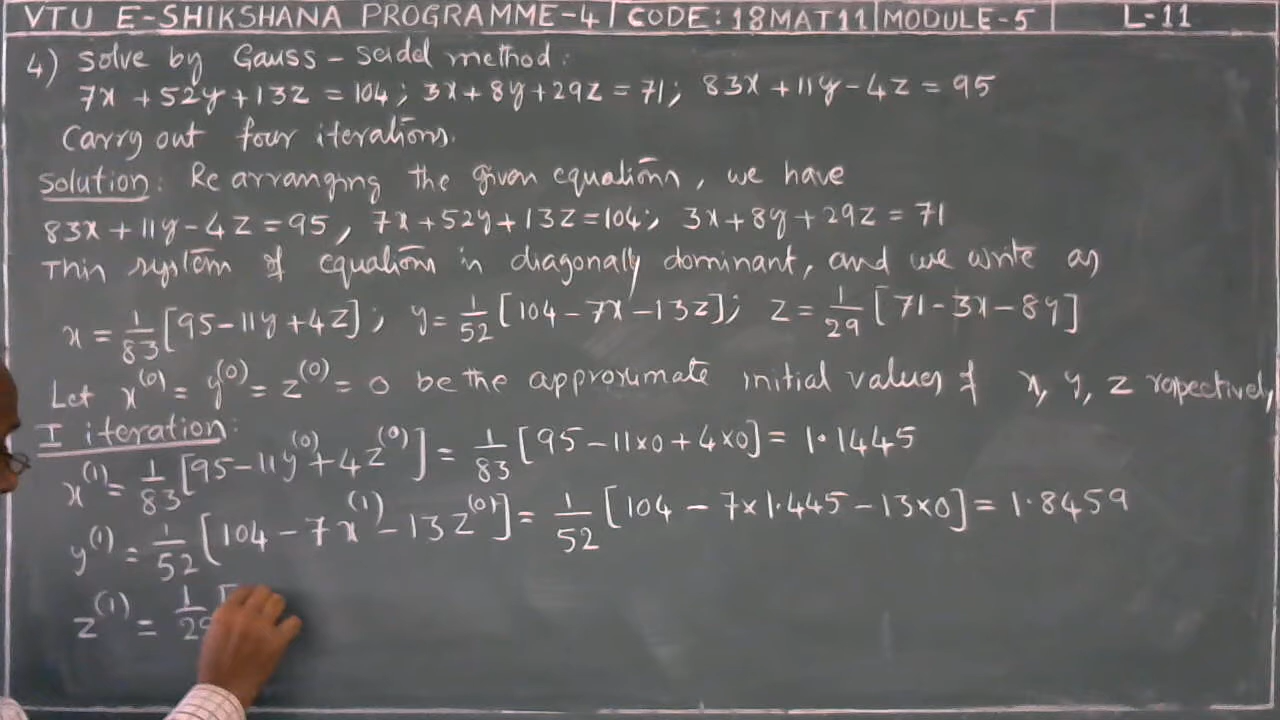 VTU E-SHIKSHANA PROGRAMME-4 | CODE: 18MAT11 | MODULE-5 | L-11
4) Solve by Gauss-Seidel method:
7x + 52y + 13z = 104; 3x + 8y + 29z = 71; 83x + 11y - 4z = 95
Carry out four iterations.
Solution: Rearranging the given equations, we have
83x + 11y - 4z = 95, 7x + 52y + 13z = 104; 3x + 8y + 29z = 71
This system of equations is diagonally dominant, and we write as
x = 1/83 [95 - 11y + 4z]; y = 1/52 [104 - 7x - 13z]; z = 1/29 [71 - 3x - 8y]
Let x^(0) = y^(0) = z^(0) = 0 be the approximate initial values of x, y, z respectively
I iteration:
x^(1) = 1/83 [95 - 11y^(0) + 4z^(0)] = 1/83 [95 - 11×0 + 4×0] = 1.1445
y^(1) = 1/52 [104 - 7x^(1) - 13z^(0)] = 1/52 [104 - 7×1.445 - 13×0] = 1.8459
z^(1) = 1/29 [